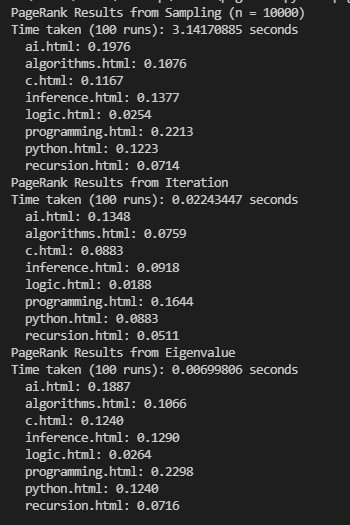 PageRank Results from Sampling (n = 10000)
Time taken (100 runs): 3.14170885 seconds
ai.html: 0.1976
algorithms.html: 0.1076
c.html: 0.1167
inference.html: 0.1377
logic.html: 0.0254
programming.html: 0.2213
python.html: 0.1223
recursion.html: 0.0714
PageRank Results from Iteration
Time taken (100 runs): 0.02243447 seconds
ai.html: 0.1348
algorithms.html: 0.0759
c.html: 0.0883
inference.html: 0.0918
logic.html: 0.0188
programming.html: 0.1644
python.html: 0.0883
recursion.html: 0.0511
PageRank Results from Eigenvalue
Time taken (100 runs): 0.00699806 seconds
ai.html: 0.1887
algorithms.html: 0.1066
c.html: 0.1240
inference.html: 0.1290
logic.html: 0.0264
programming.html: 0.2298
python.html: 0.1240
recursion.html: 0.0716